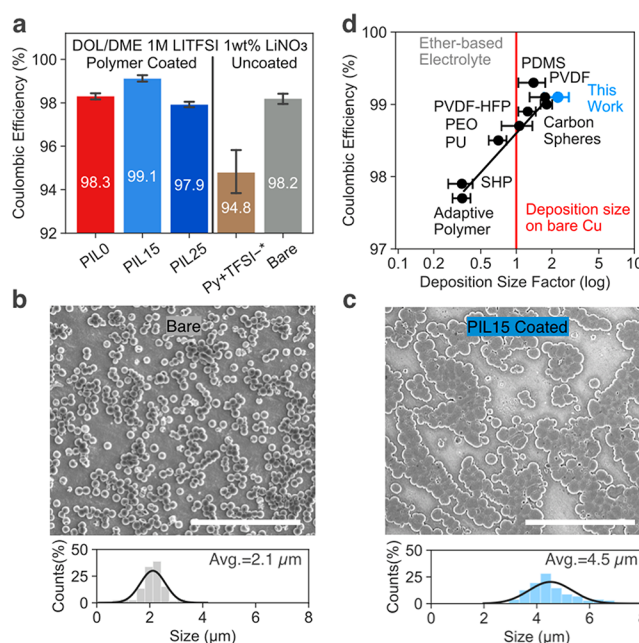 a
DOL/DME 1M LITFSI 1wt% LiNO₃
Polymer Coated
Uncoated
Coulombic Efficiency (%)
100
98
96
94
92
98.3
99.1
97.9
94.8
98.2
PIL0
PIL15
PIL25
Py+TFSI–*
Bare
d
Ether-based
Electrolyte
Coulombic Efficiency (%)
100
99
98
97
PDMS
PVDF
This
Work
PVDF-HFP
PEO
PU
Carbon
Spheres
SHP
Adaptive
Polymer
Deposition size
on bare Cu
0.1 0.2 0.5 1 2 5 10
Deposition Size Factor (log)
b
Bare
Counts(%)
50
25
0
Avg.=2.1 µm
0 2 4 6 8
Size (µm)
c
PIL15 Coated
Counts(%)
50
25
0
Avg.=4.5 µm
0 2 4 6 8
Size (µm)